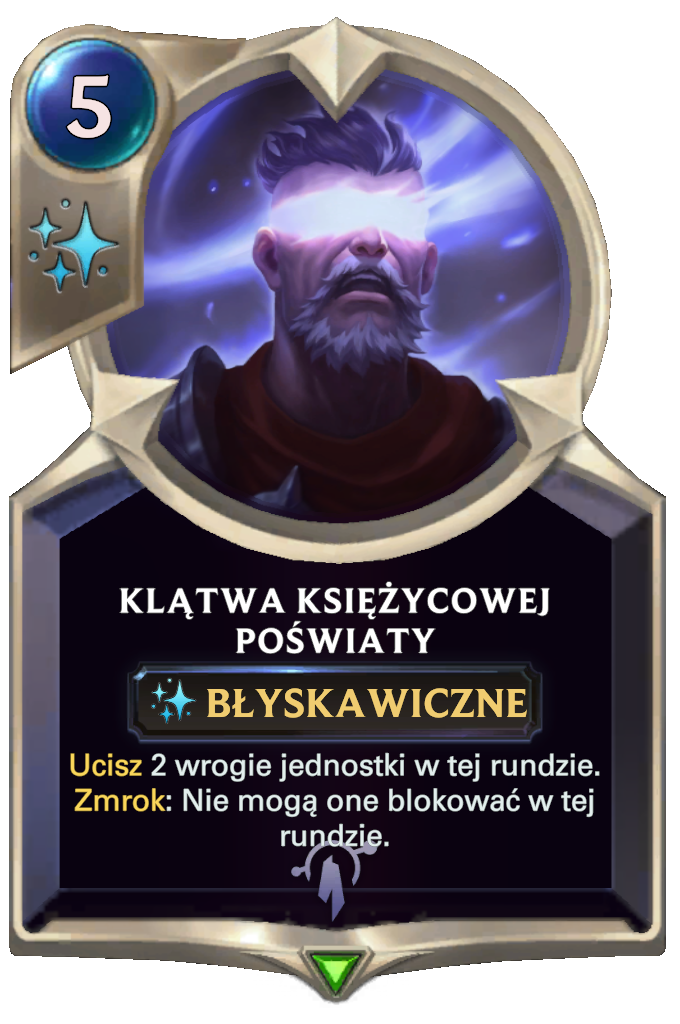 5
KLĄTWA KSIĘŻYCOWEJ
POŚWIATY
BŁYSKAWICZNE
Ucisz 2 wrogie jednostki w tej rundzie.
Zmrok: Nie mogą one blokować w tej
rundzie.